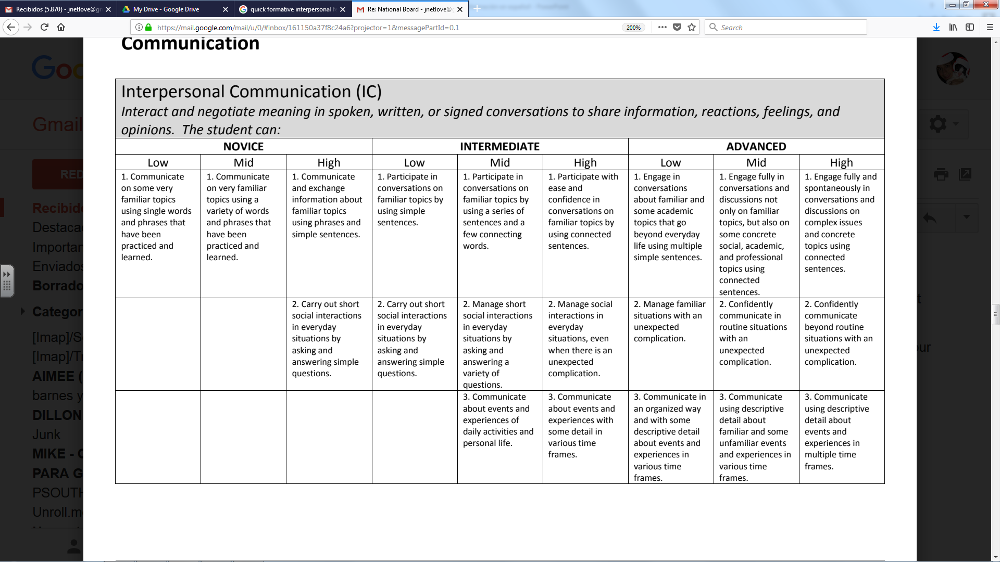 Recibidos (5.870) - jnetlove@gr
My Drive - Google Drive
quick formative interpersonal f
Re: National Board - jnetlove@
https://mail.google.com/mail/u/0/#inbox/161150a37f8c24a6?projector=1&messagePartId=0.1
200%
Search
Communication
Goo
Gmail
RED
Recibido
Destaca
Importan
Enviados
Borrado
Categor
[Imap]/S
[Imap]/T
AIMEE (
barnes y
DILLON
Junk
MIKE - C
PARA G
PSOUTH
Unroll.m
Interpersonal Communication (IC)
Interact and negotiate meaning in spoken, written, or signed conversations to share information, reactions, feelings, and
opinions. The student can:
NOVICE
INTERMEDIATE
ADVANCED
Low
Mid
High
Low
Mid
High
Low
Mid
High
1. Communicate
on some very
familiar topics
using single words
and phrases that
have been
practiced and
learned.
1. Communicate
on very familiar
topics using a
variety of words
and phrases that
have been
practiced and
learned.
1. Communicate
and exchange
information about
familiar topics
using phrases and
simple sentences.
1. Participate in
conversations on
familiar topics by
using simple
sentences.
1. Participate in
conversations on
familiar topics by
using a series of
sentences and a
few connecting
words.
1. Participate with
ease and
confidence in
conversations on
familiar topics by
using connected
sentences.
1. Engage in
conversations
about familiar and
some academic
topics that go
beyond everyday
life using multiple
simple sentences.
1. Engage fully in
conversations and
discussions not
only on familiar
topics, but also on
some concrete
social, academic,
and professional
topics using
connected
sentences.
1. Engage fully and
spontaneously in
conversations and
discussions on
complex issues
and concrete
topics using
connected
sentences.
2. Carry out short
social interactions
in everyday
situations by
asking and
answering simple
questions.
2. Carry out short
social interactions
in everyday
situations by
asking and
answering simple
questions.
2. Manage short
social interactions
in everyday
situations by
asking and
answering a
variety of
questions.
2. Manage social
interactions in
everyday
situations, even
when there is an
unexpected
complication.
2. Manage familiar
situations with an
unexpected
complication.
2. Confidently
communicate in
routine situations
with an
unexpected
complication.
2. Confidently
communicate
beyond routine
situations with an
unexpected
complication.
3. Communicate
about events and
experiences of
daily activities and
personal life.
3. Communicate
about events and
experiences with
some detail in
various time
frames.
3. Communicate in
an organized way
and with some
descriptive detail
about events and
experiences in
various time
frames.
3. Communicate
using descriptive
detail about
familiar and some
unfamiliar events
and experiences in
various time
frames.
3. Communicate
using descriptive
detail about
events and
experiences in
multiple time
frames.